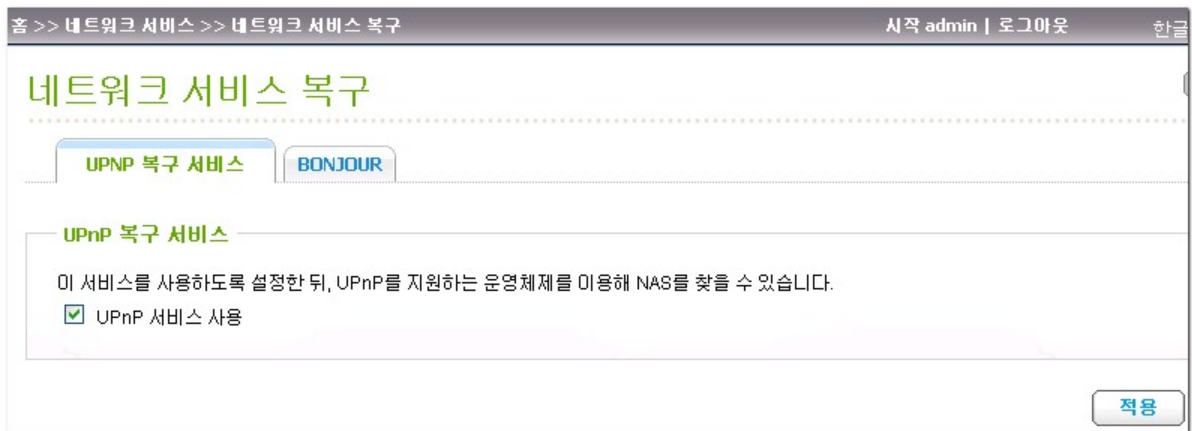 홈 >> 네트워크 서비스 >> 네트워크 서비스 복구 시작 admin | 로그아웃 한글
네트워크 서비스 복구
UPNP 복구 서비스 BONJOUR
UPnP 복구 서비스
이 서비스를 사용하도록 설정한 뒤, UPnP를 지원하는 운영체제를 이용해 NAS를 찾을 수 있습니다.
UPnP 서비스 사용
적용